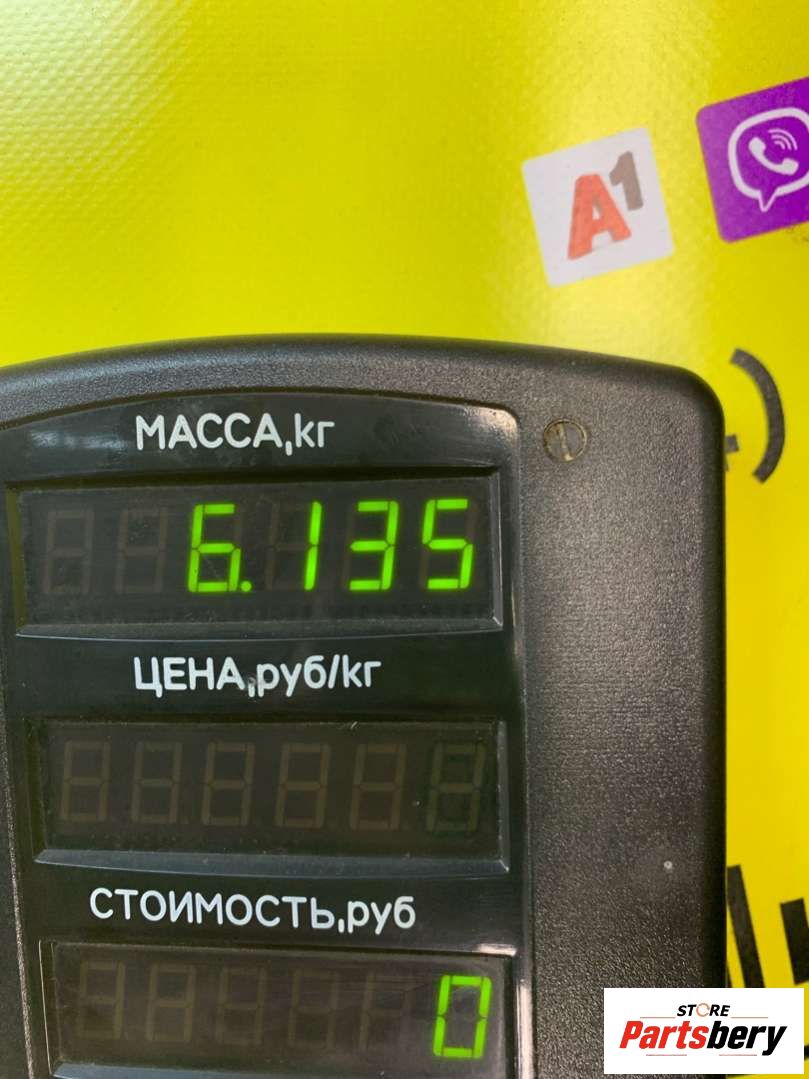 A1
МАССА,кг
6.135
ЦЕНА,руб/кг
СТОИМОСТЬ,руб
0
STORE
Partsbery